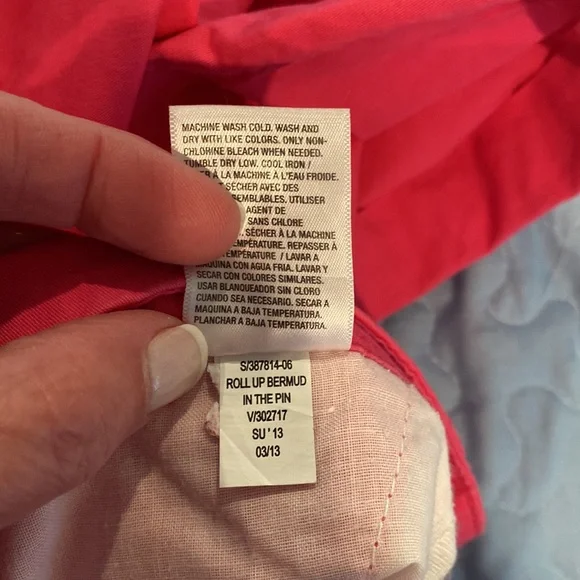 MACHINE WASH COLD. WASH AND
DRY WITH LIKE COLORS. ONLY NON-
CHLORINE BLEACH WHEN NEEDED.
TUMBLE DRY LOW. COOL IRON /
À LA MACHINE À L'EAU FROIDE.
SÉCHER AVEC DES
UTILISER
AGENT DE
SANS CHLORE
SÉCHER À LA MACHINE
REPASSER À
LAVAR A
MAQUINA CON AGUA FRIA. LAVAR Y
SECAR CON COLORES SIMILARES.
USAR BLANQUEADOR SIN CLORO
CUANDO SEA NECESARIO. SECAR A
MAQUINA A BAJA TEMPERATURA.
PLANCHAR A BAJA TEMPERATURA.
S/387814-06
ROLL UP BERMUD
IN THE PIN
V/302717
SU ' 13
03/13